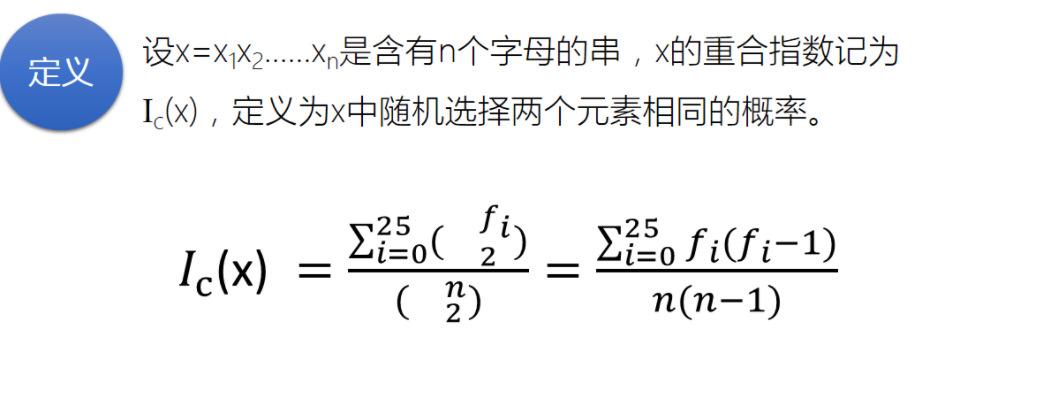 定义
设x=x₁x₂......xₙ是含有n个字母的串，x的重合指数记为
I_c(x)，定义为x中随机选择两个元素相同的概率。
I_c(x) = \frac{\sum_{i=0}^{25}\binom{f_i}{2}}{\binom{n}{2}} = \frac{\sum_{i=0}^{25} f_i(f_i-1)}{n(n-1)}